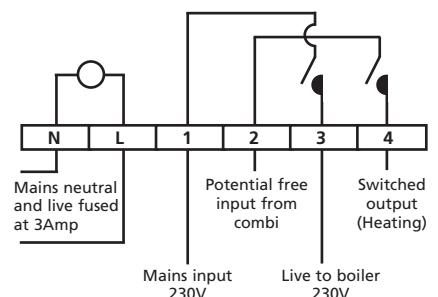 N L 1 2 3 4
Mains neutral
and live fused
at 3Amp
Potential free
input from
combi
Switched
output
(Heating)
Mains input
230V
Live to boiler
230V